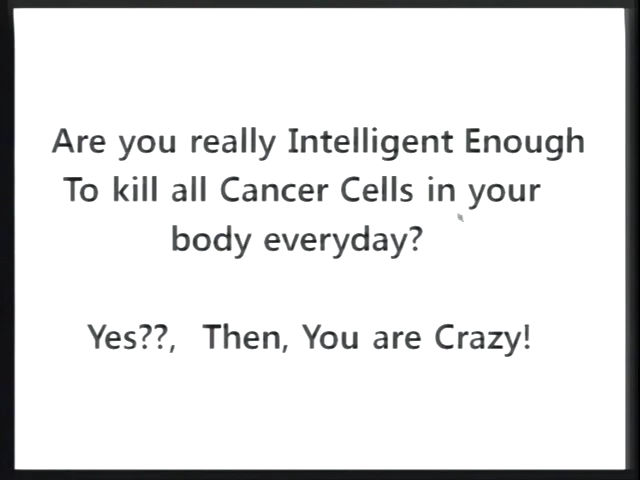 Are you really Intelligent Enough
To kill all Cancer Cells in your
body everyday?
Yes??, Then, You are Crazy!